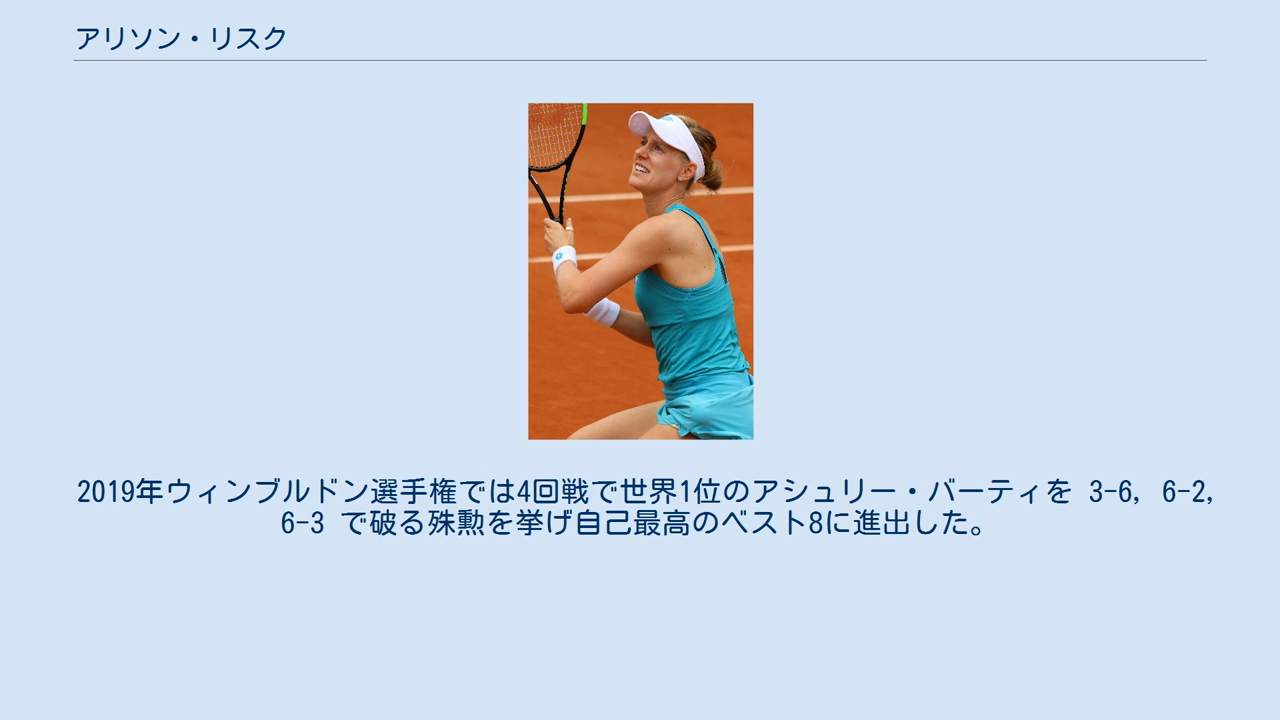 アリソン・リスク
2019年ウィンブルドン選手権では4回戦で世界1位のアシュリー・バーティを 3-6, 6-2,
6-3 で破る殊勲を挙げ自己最高のベスト8に進出した。